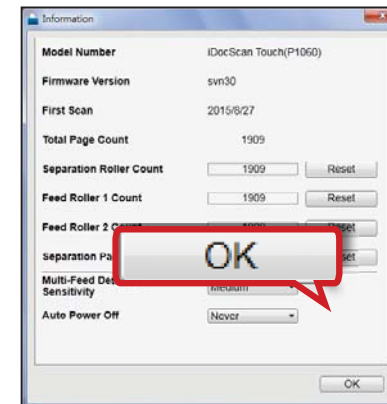 Information
Model Number iDocScan Touch(P1060)
Firmware Version svn30
First Scan 2015/8/27
Total Page Count 1909
Separation Roller Count 1909 Reset
Feed Roller 1 Count 1909 Reset
Feed Roller 2
Separation
OK
Multi-Feed
Sensitivity Medium
Auto Power Off Never
OK